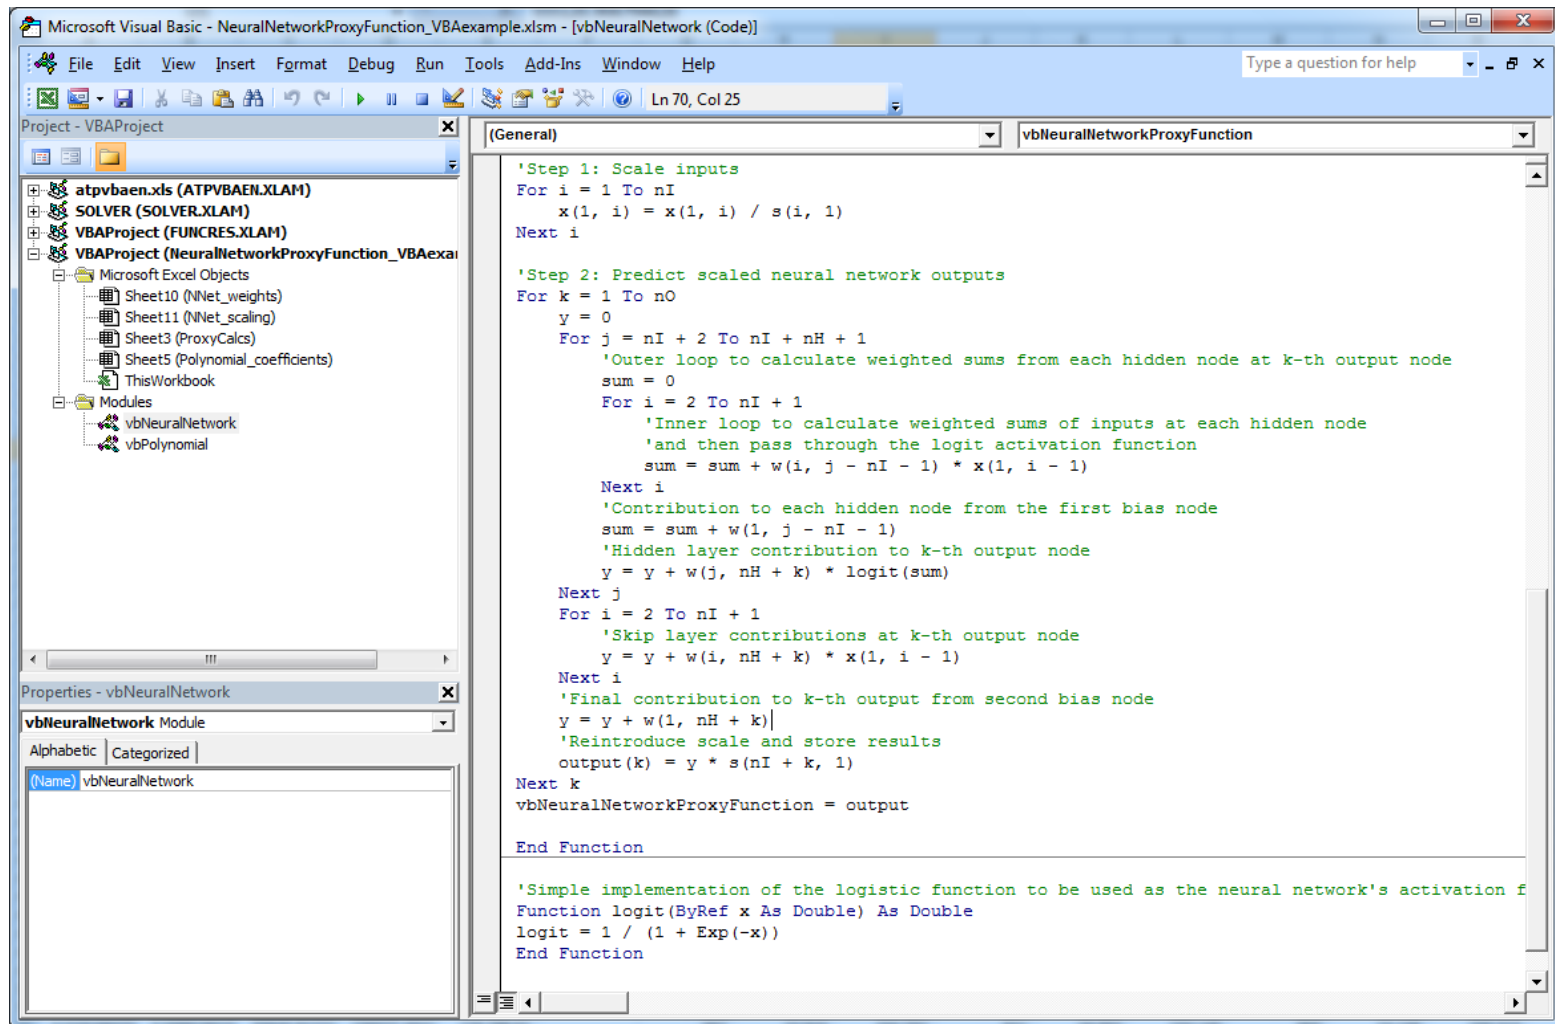 Microsoft Visual Basic - NeuralNetworkProxyFunction_VBAexample.xlsm - [vbNeuralNetwork (Code)]
File Edit View Insert Format Debug Run Tools Add-Ins Window Help
Type a question for help
Ln 70, Col 25
Project - VBAProject
atpvbaen.xls (ATPVBAEN.XLAM)
SOLVER (SOLVER.XLAM)
VBAProject (FUNCRES.XLAM)
VBAProject (NeuralNetworkProxyFunction_VBAexa
Microsoft Excel Objects
Sheet10 (NNet_weights)
Sheet11 (NNet_scaling)
Sheet3 (ProxyCalcs)
Sheet5 (Polynomial_coefficients)
ThisWorkbook
Modules
vbNeuralNetwork
vbPolynomial
Properties - vbNeuralNetwork
vbNeuralNetwork Module
Alphabetic Categorized
(Name) vbNeuralNetwork
(General)
vbNeuralNetworkProxyFunction
'Step 1: Scale inputs
For i = 1 To nI
x(1, i) = x(1, i) / s(i, 1)
Next i
'Step 2: Predict scaled neural network outputs
For k = 1 To nO
y = 0
For j = nI + 2 To nI + nH + 1
'Outer loop to calculate weighted sums from each hidden node at k-th output node
sum = 0
For i = 2 To nI + 1
'Inner loop to calculate weighted sums of inputs at each hidden node
'and then pass through the logit activation function
sum = sum + w(i, j - nI - 1) * x(1, i - 1)
Next i
'Contribution to each hidden node from the first bias node
sum = sum + w(1, j - nI - 1)
'Hidden layer contribution to k-th output node
y = y + w(j, nH + k) * logit(sum)
Next j
For i = 2 To nI + 1
'Skip layer contributions at k-th output node
y = y + w(i, nH + k) * x(1, i - 1)
Next i
'Final contribution to k-th output from second bias node
y = y + w(1, nH + k)
'Reintroduce scale and store results
output(k) = y * s(nI + k, 1)
Next k
vbNeuralNetworkProxyFunction = output
End Function
'Simple implementation of the logistic function to be used as the neural network's activation f
Function logit(ByRef x As Double) As Double
logit = 1 / (1 + Exp(-x))
End Function